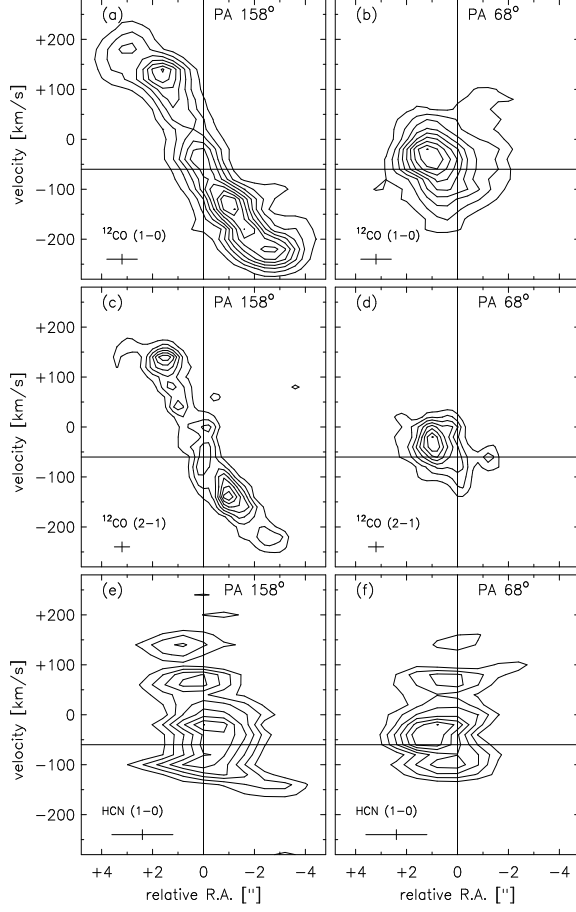 (a) PA 158° (b) PA 68°
+200
+100
0
−100
−200
velocity [km/s]
¹²CO (1−0) ¹²CO (1−0)
(c) PA 158° (d) PA 68°
+200
+100
0
−100
−200
velocity [km/s]
¹²CO (2−1) ¹²CO (2−1)
(e) PA 158° (f) PA 68°
+200
+100
0
−100
−200
velocity [km/s]
HCN (1−0) HCN (1−0)
+4 +2 0 −2 −4 +4 +2 0 −2 −4
relative R.A. ["] relative R.A. ["]